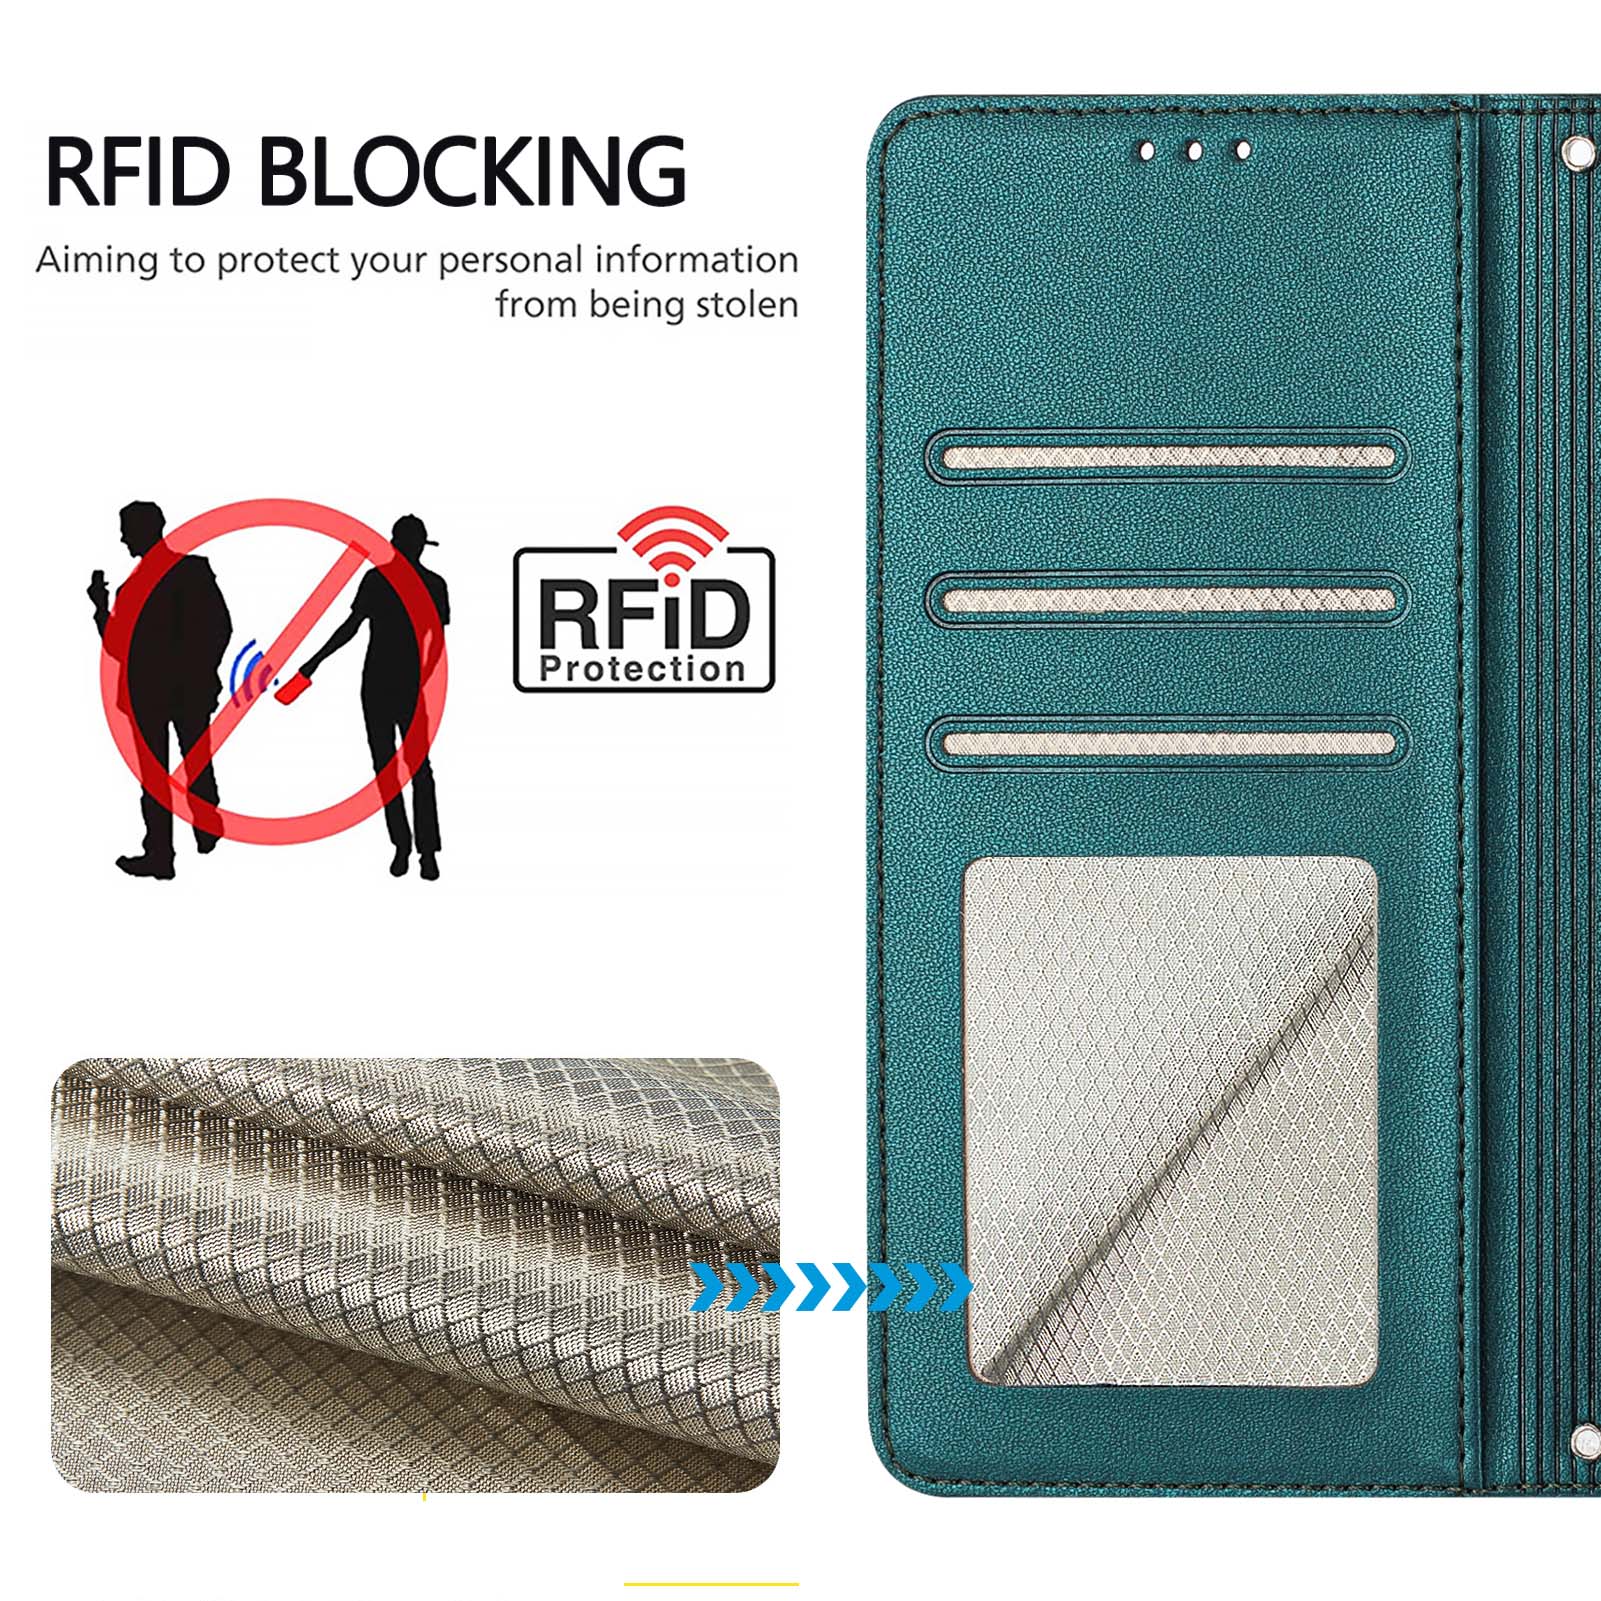 RFID BLOCKING
Aiming to protect your personal information
from being stolen
RFiD
Protection